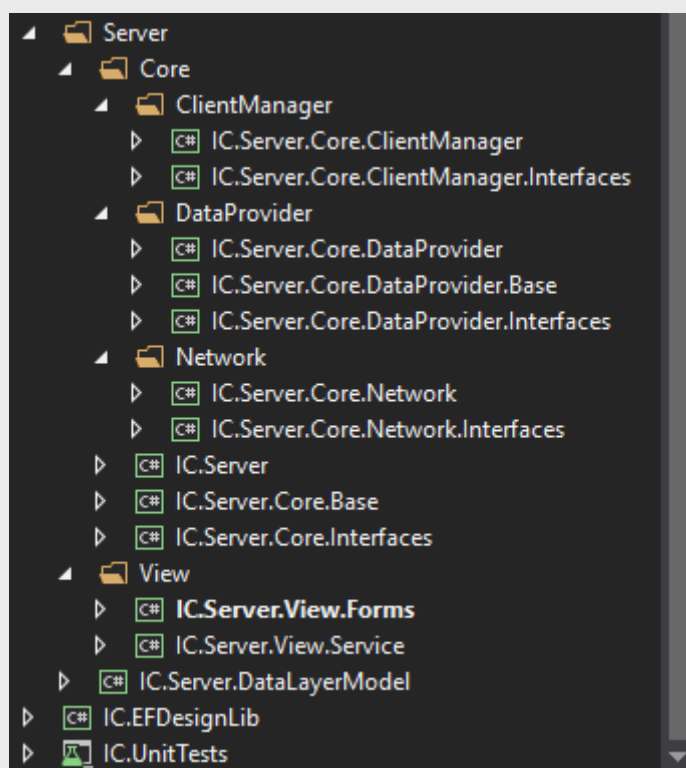 Server
Core
ClientManager
C# IC.Server.Core.ClientManager
C# IC.Server.Core.ClientManager.Interfaces
DataProvider
C# IC.Server.Core.DataProvider
C# IC.Server.Core.DataProvider.Base
C# IC.Server.Core.DataProvider.Interfaces
Network
C# IC.Server.Core.Network
C# IC.Server.Core.Network.Interfaces
C# IC.Server
C# IC.Server.Core.Base
C# IC.Server.Core.Interfaces
View
C# IC.Server.View.Forms
C# IC.Server.View.Service
C# IC.Server.DataLayerModel
C# IC.EFDesignLib
IC.UnitTests